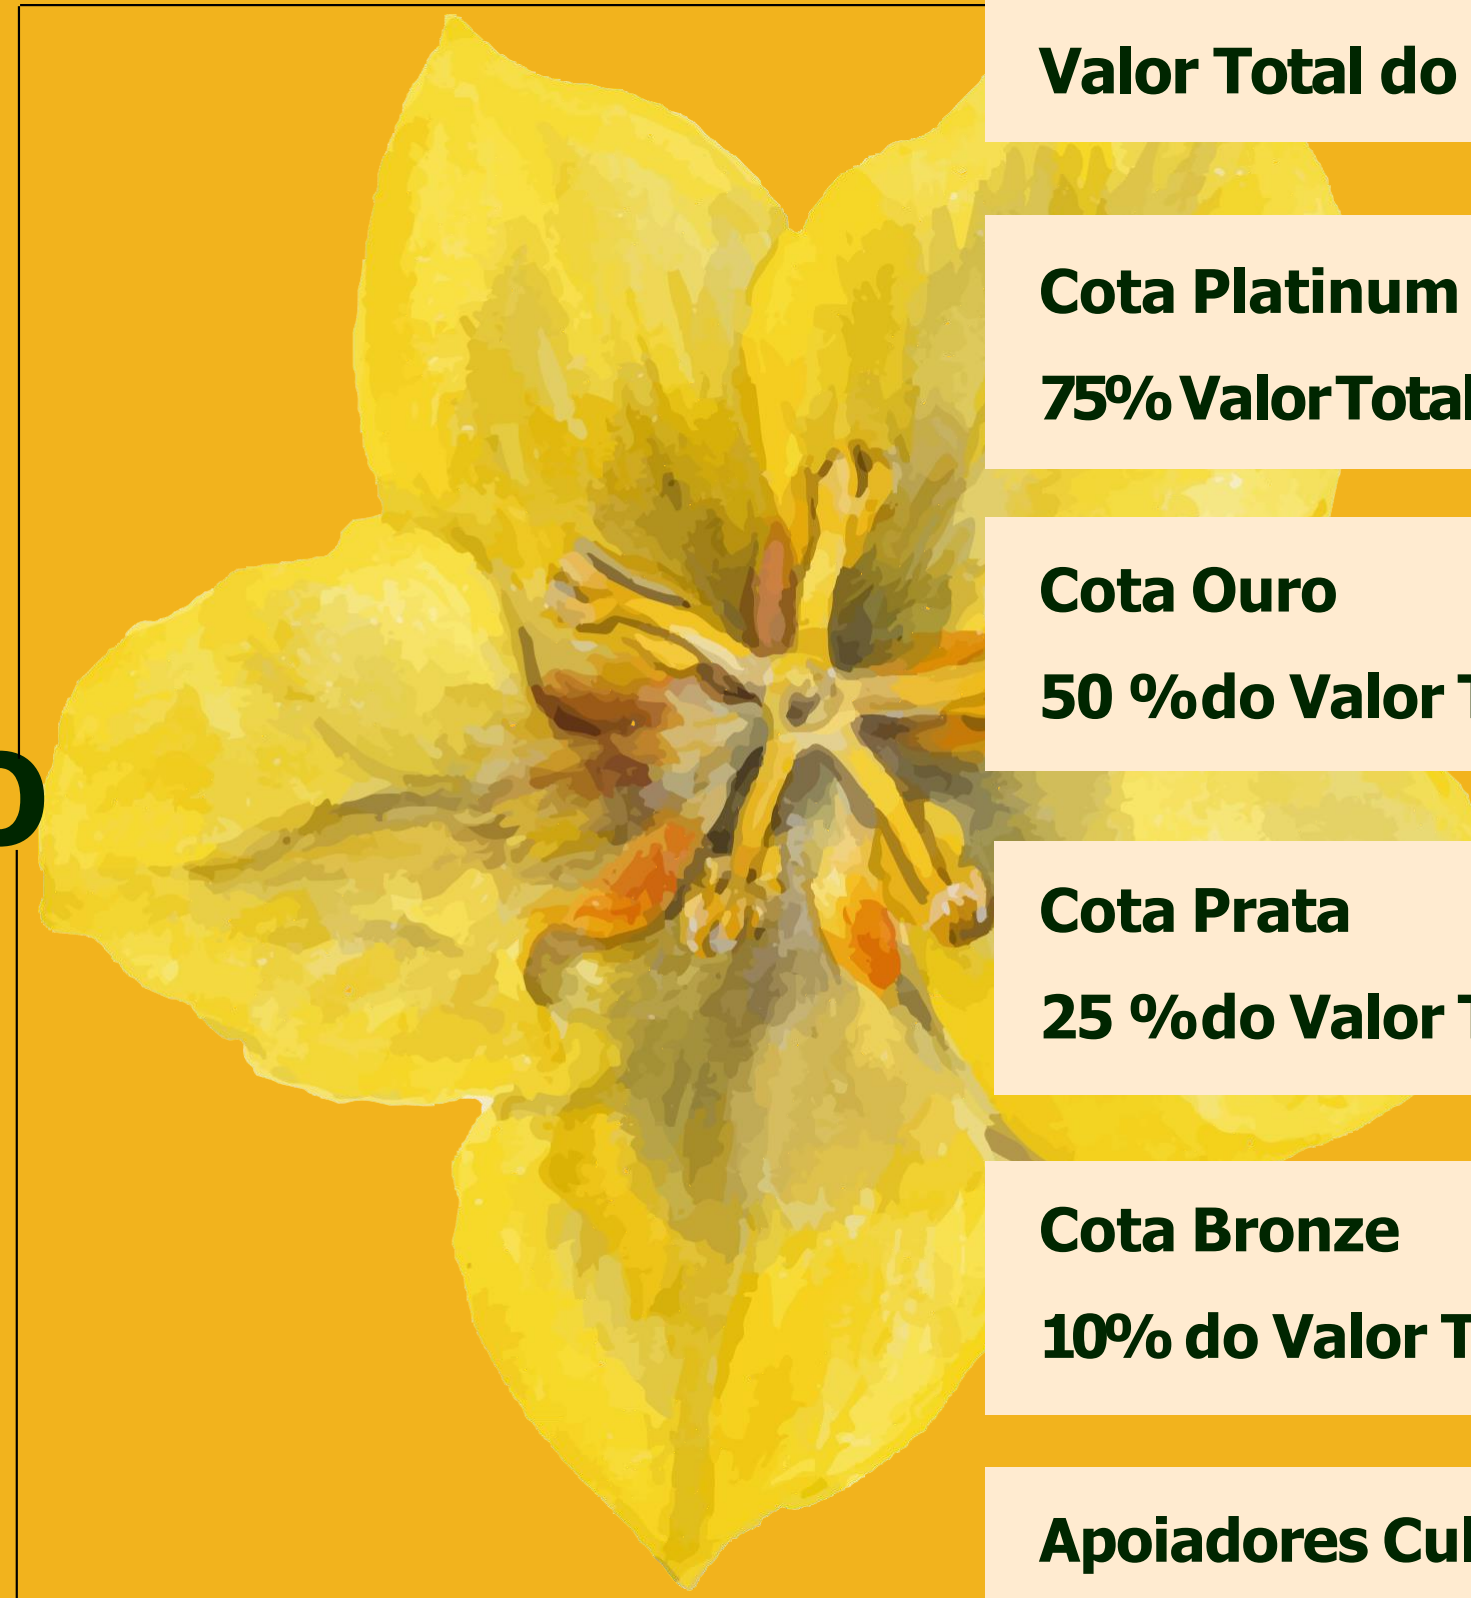 Valor Total do
Cota Platinum
75% Valor Total
Cota Ouro
50 % do Valor
Cota Prata
25 % do Valor
Cota Bronze
10% do Valor
Apoiadores